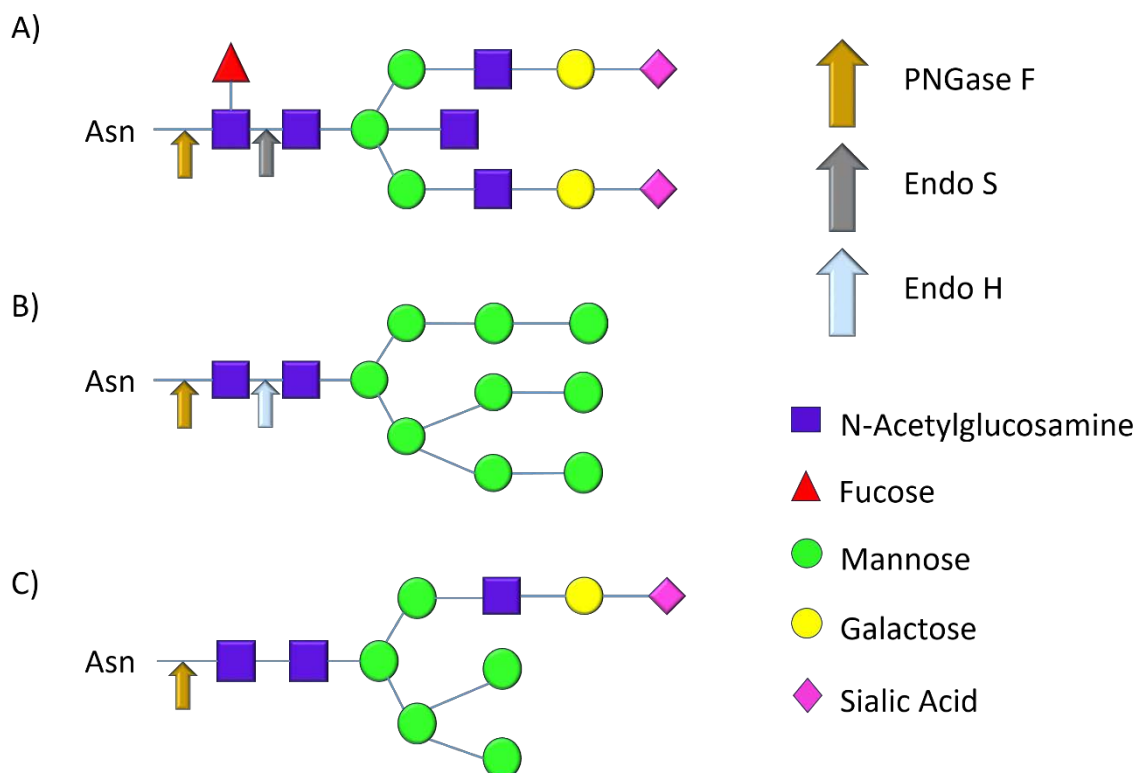 A)
Asn
B)
Asn
C)
Asn
PNGase F
Endo S
Endo H
N-Acetylglucosamine
Fucose
Mannose
Galactose
Sialic Acid